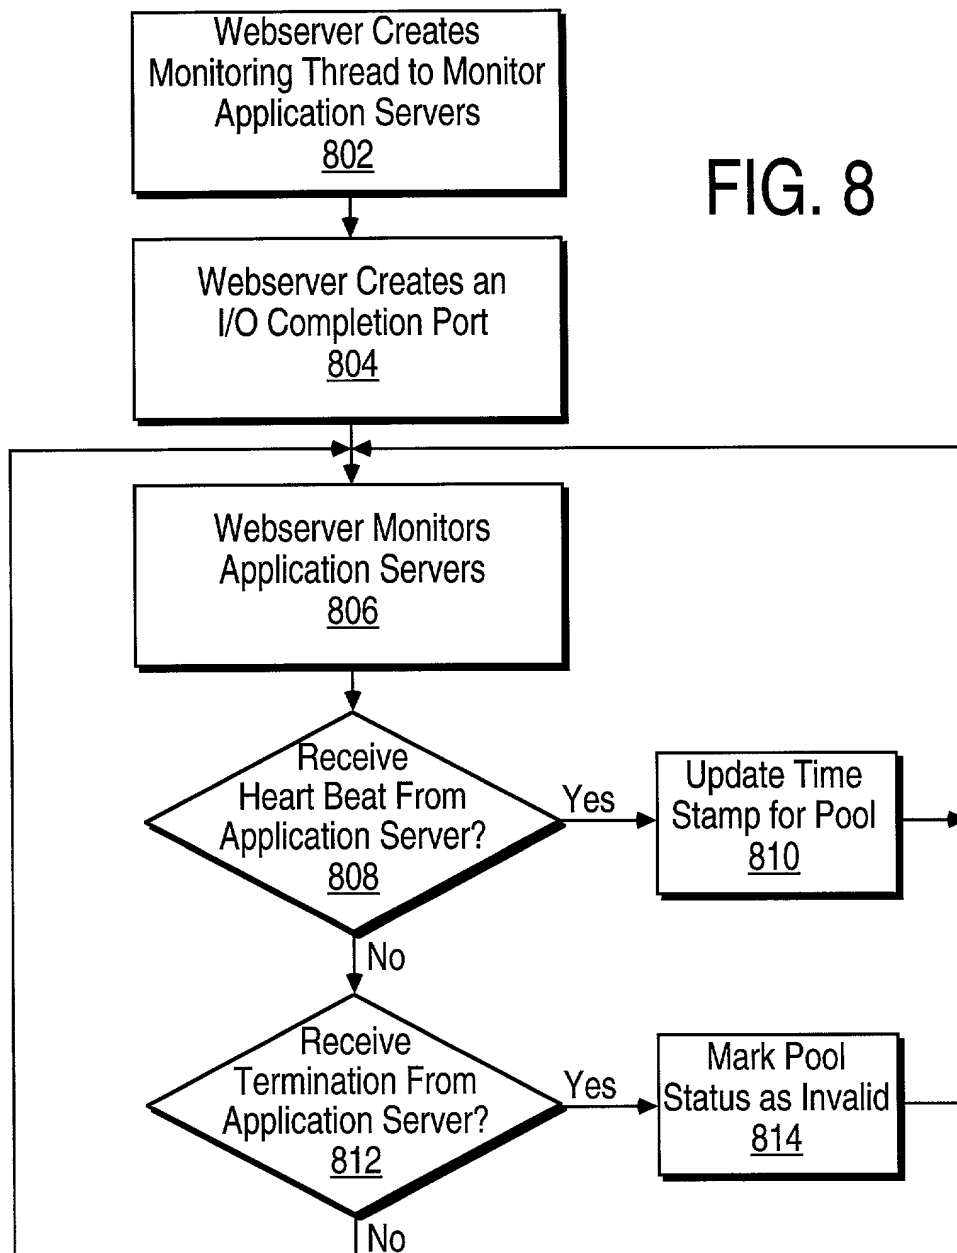 Webserver Creates
Monitoring Thread to Monitor
Application Servers
802
FIG. 8
Webserver Creates an
I/O Completion Port
804
Webserver Monitors
Application Servers
806
Receive
Heart Beat From
Application Server?
808
Yes
Update Time
Stamp for Pool
810
No
Receive
Termination From
Application Server?
812
Yes
Mark Pool
Status as Invalid
814
No